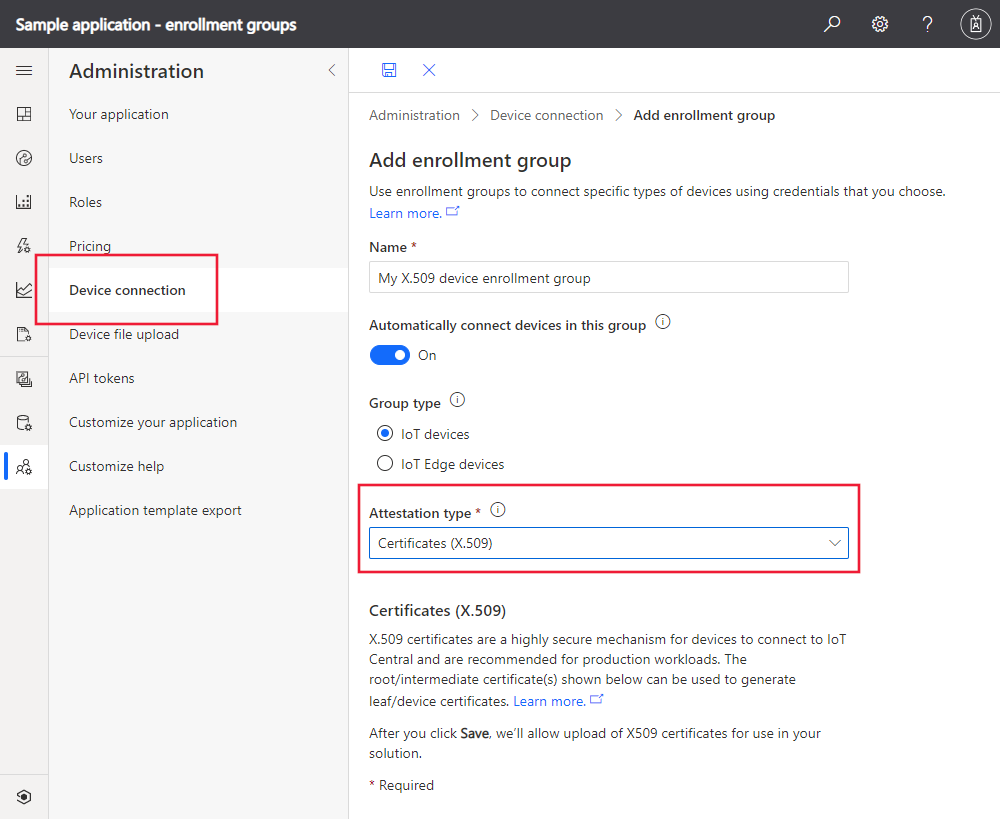 Sample application - enrollment groups
Administration
Your application
Users
Roles
Pricing
Device connection
Device file upload
API tokens
Customize your application
Customize help
Application template export
Administration > Device connection > Add enrollment group
Add enrollment group
Use enrollment groups to connect specific types of devices using credentials that you choose.
Learn more.
Name *
My X.509 device enrollment group
Automatically connect devices in this group
On
Group type
IoT devices
IoT Edge devices
Attestation type *
Certificates (X.509)
Certificates (X.509)
X.509 certificates are a highly secure mechanism for devices to connect to IoT
Central and are recommended for production workloads. The
root/intermediate certificate(s) shown below can be used to generate
leaf/device certificates. Learn more.
After you click Save, we'll allow upload of X509 certificates for use in your
solution.
* Required